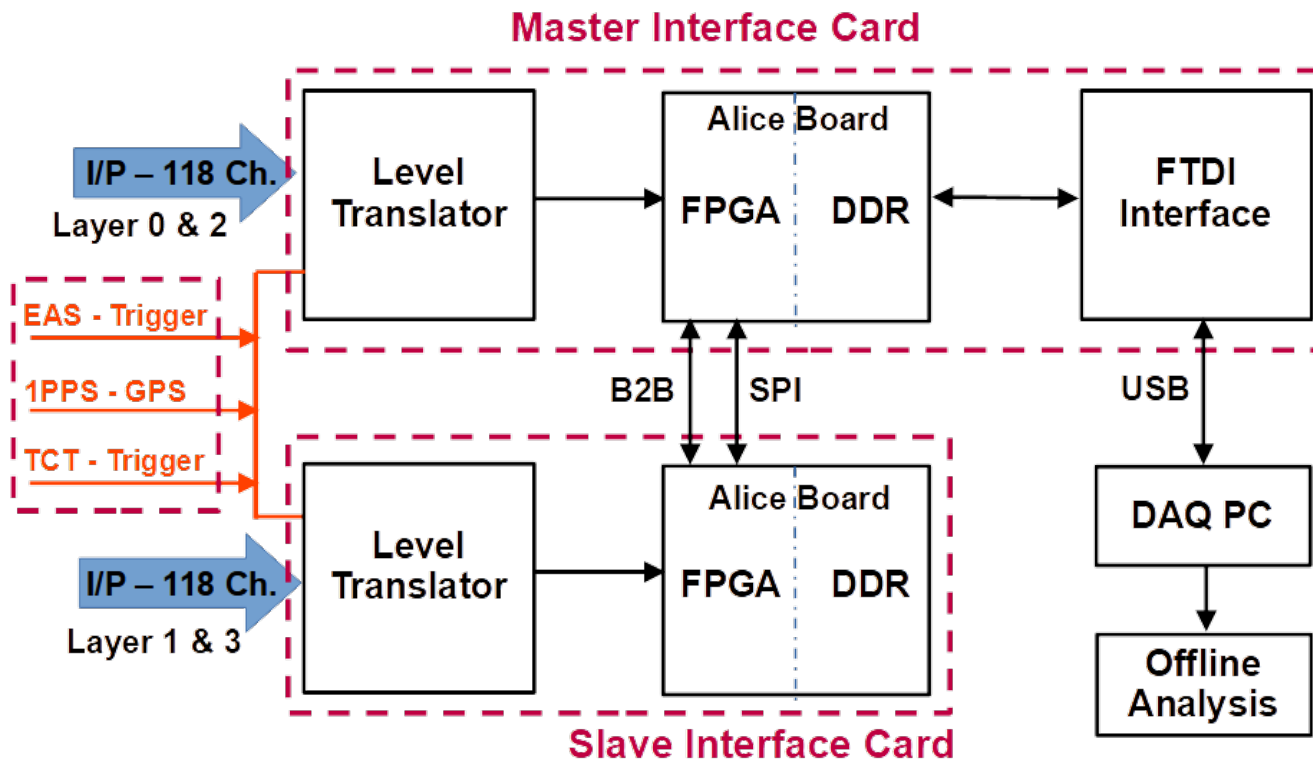 Master Interface Card
I/P – 118 Ch.
Layer 0 & 2
Level
Translator
Alice Board
FPGA
DDR
FTDI
Interface
EAS - Trigger
1PPS - GPS
TCT - Trigger
B2B
SPI
USB
I/P – 118 Ch.
Layer 1 & 3
Level
Translator
Alice Board
FPGA
DDR
DAQ PC
Offline
Analysis
Slave Interface Card